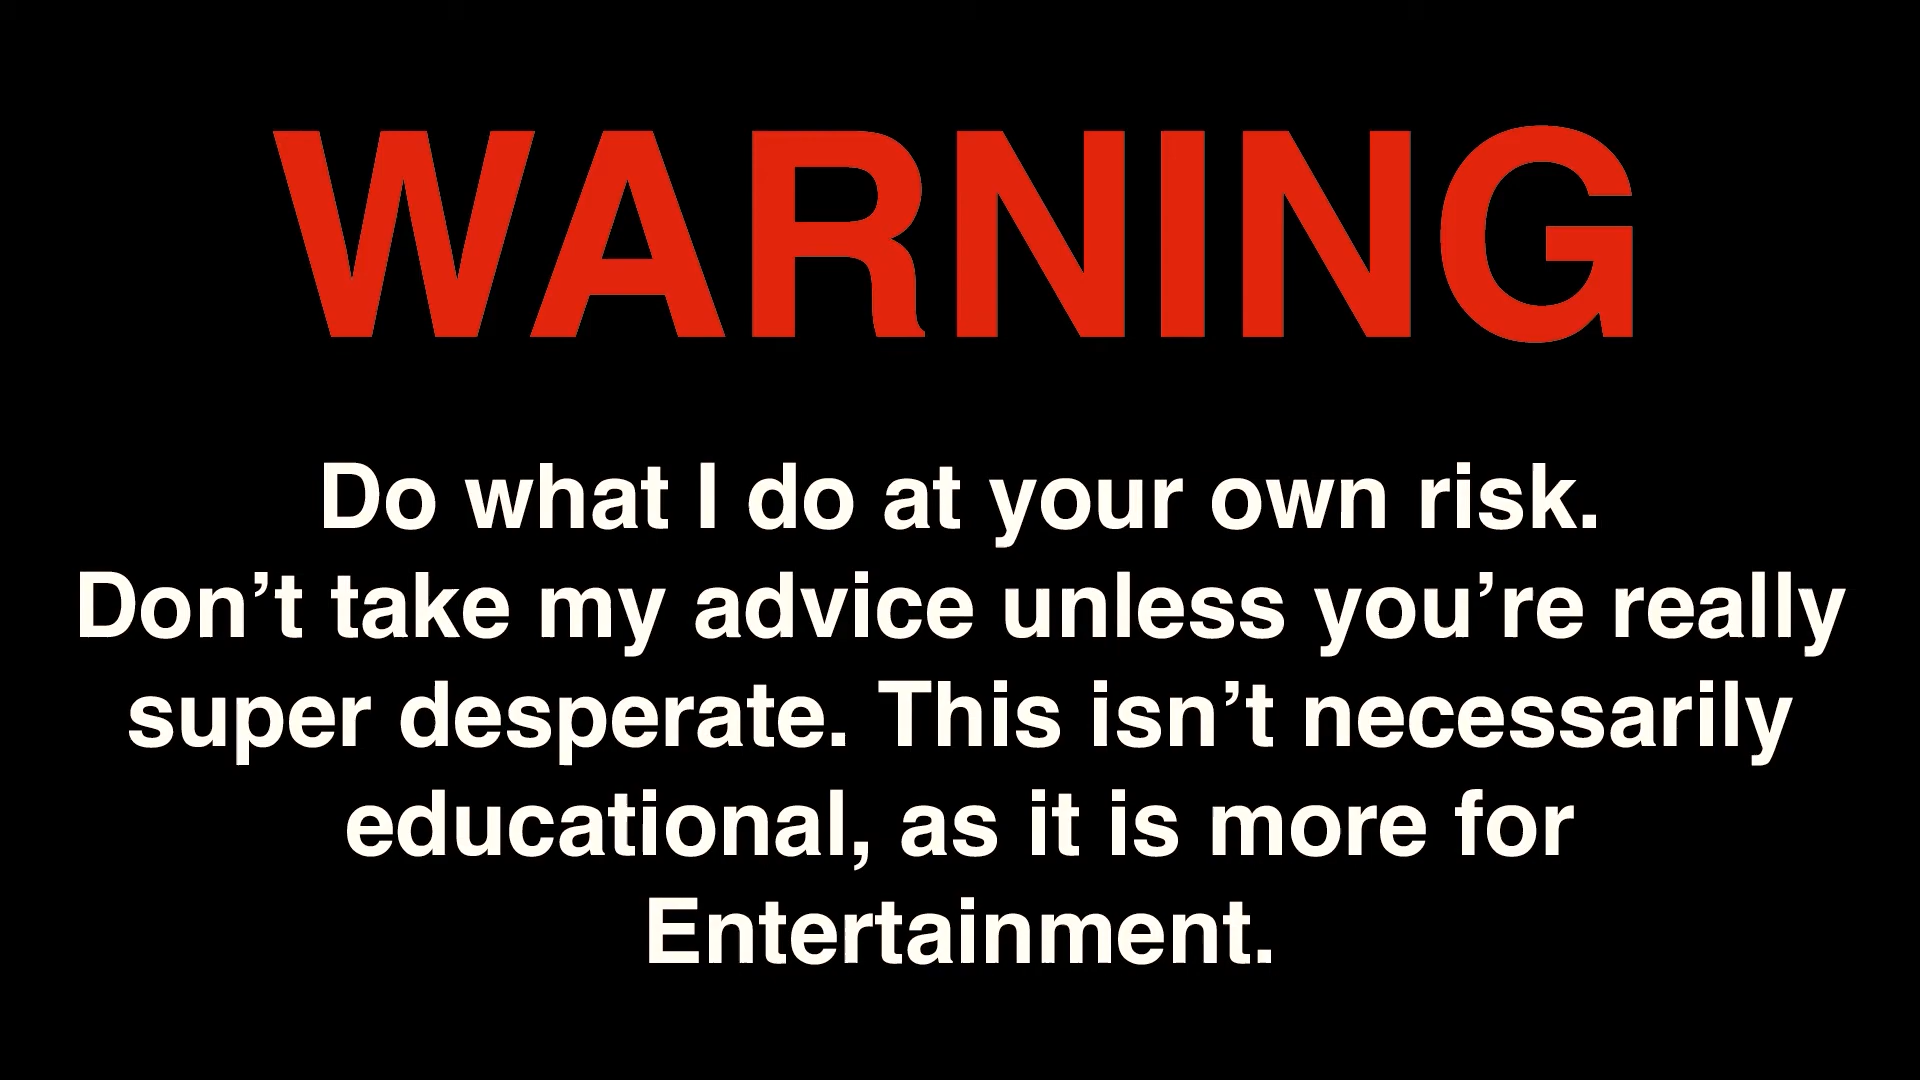 WARNING
Do what I do at your own risk.
Don’t take my advice unless you’re really
super desperate. This isn’t necessarily
educational, as it is more for
Entertainment.